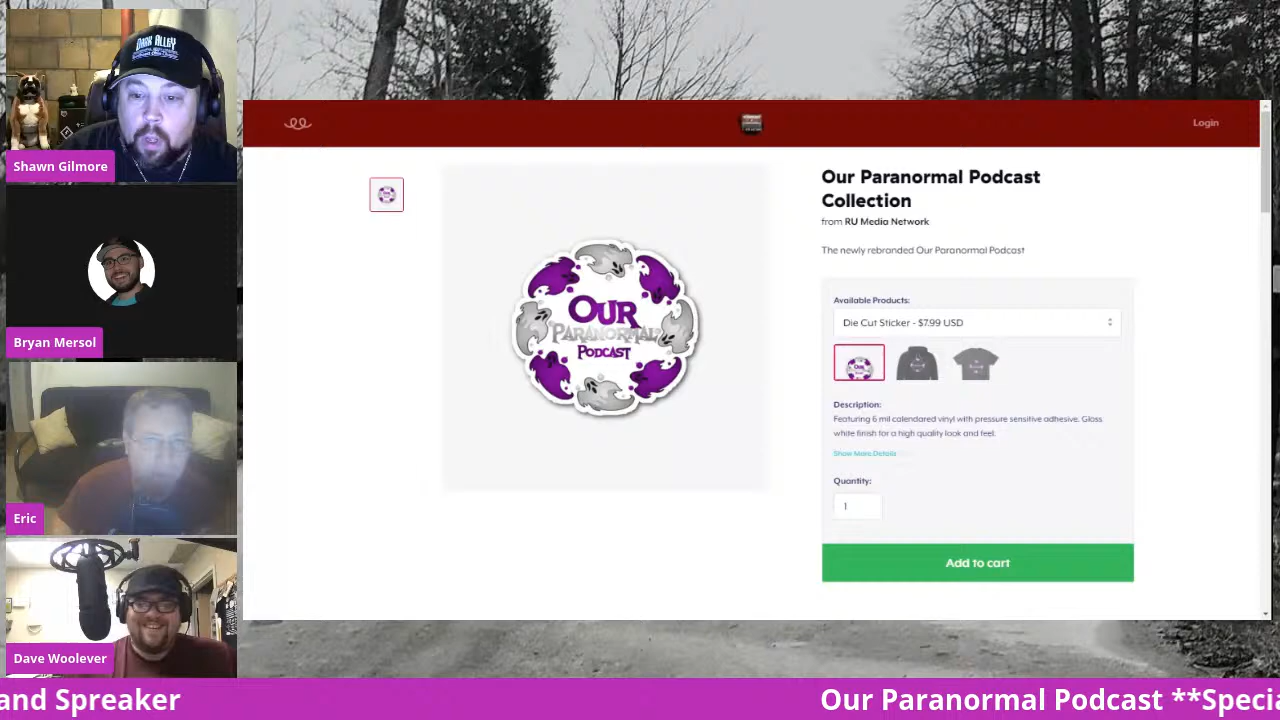 DARK ALLEY
Shawn Gilmore
Bryan Mersol
Eric
Dave Woolever
Login
OUR
PARANORMAL
PODCAST
Our Paranormal Podcast
Collection
from RU Media Network
The newly rebranded Our Paranormal Podcast
Available Products:
Die Cut Sticker - $7.99 USD
Description:
Featuring 6 mil calendared vinyl with pressure sensitive adhesive. Gloss
white finish for a high quality look and feel.
Show More Details
Quantity:
1
Add to cart
and Spreaker
Our Paranormal Podcast **Specia